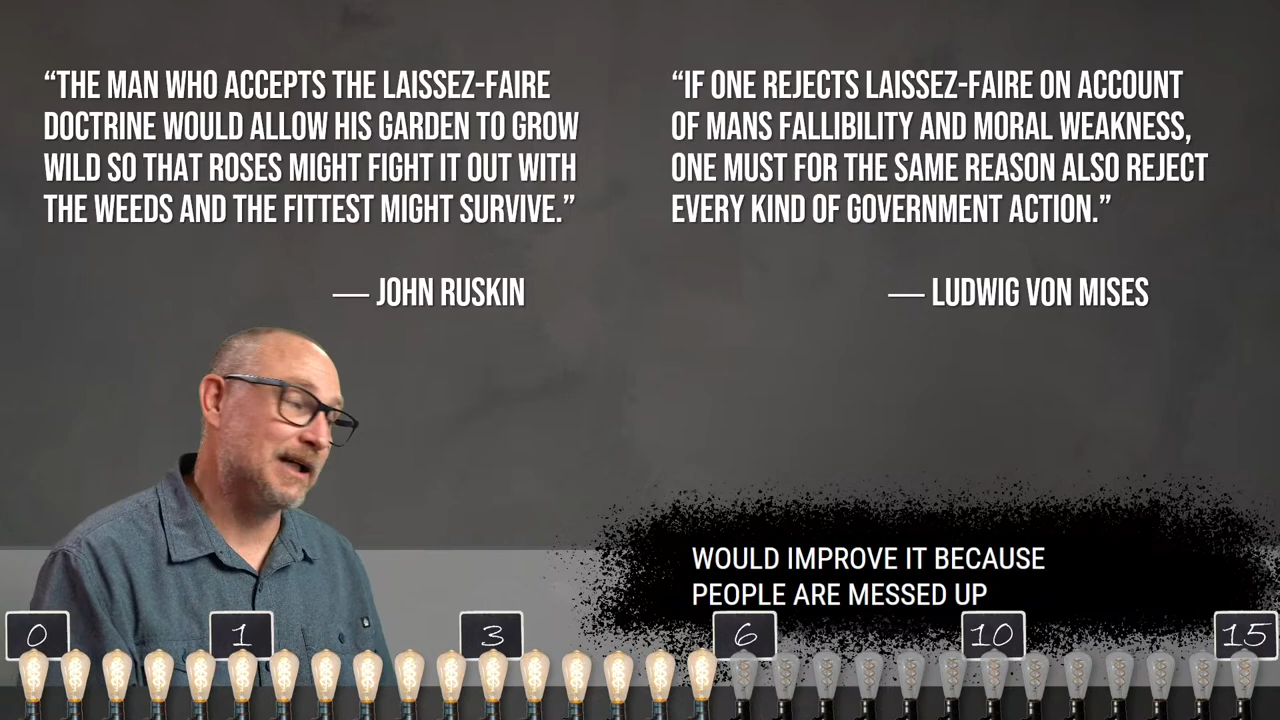 “THE MAN WHO ACCEPTS THE LAISSEZ-FAIRE
DOCTRINE WOULD ALLOW HIS GARDEN TO GROW
WILD SO THAT ROSES MIGHT FIGHT IT OUT WITH
THE WEEDS AND THE FITTEST MIGHT SURVIVE.”
— JOHN RUSKIN
“IF ONE REJECTS LAISSEZ-FAIRE ON ACCOUNT
OF MANS FALLIBILITY AND MORAL WEAKNESS,
ONE MUST FOR THE SAME REASON ALSO REJECT
EVERY KIND OF GOVERNMENT ACTION.”
— LUDWIG VON MISES
WOULD IMPROVE IT BECAUSE
PEOPLE ARE MESSED UP
0 1 3 6 10 15